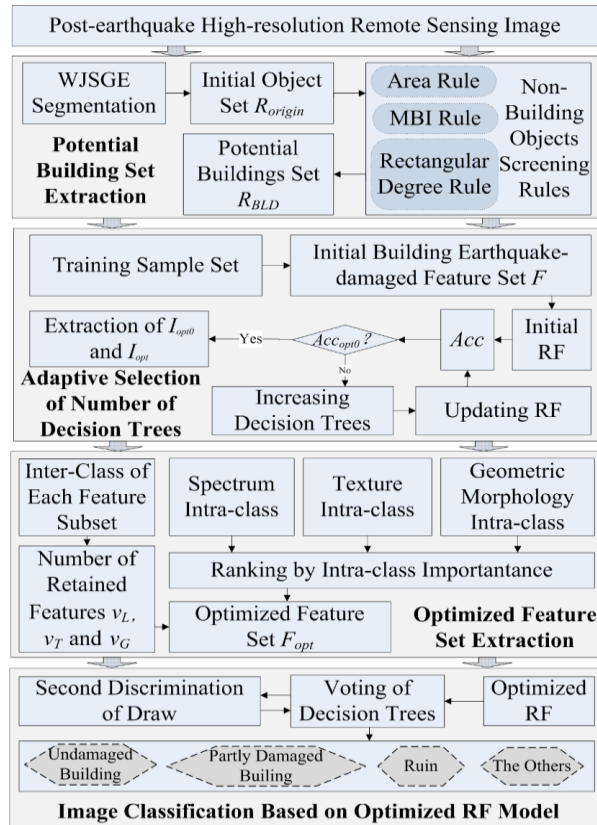 Post-earthquake High-resolution Remote Sensing Image
WJSGE
Segmentation
Initial Object
Set R_origin
Area Rule
MBI Rule
Rectangular
Degree Rule
Non-
Building
Objects
Screening
Rules
Potential
Building Set
Extraction
Potential
Buildings Set
R_BLD
Training Sample Set
Initial Building Earthquake-
damaged Feature Set F
Extraction of I_opt0
and I_opt
Yes
Acc_opt0 ?
Acc
Initial
RF
No
Adaptive Selection
of Number of
Decision Trees
Increasing
Decision Trees
Updating RF
Inter-Class of
Each Feature
Subset
Spectrum
Intra-class
Texture
Intra-class
Geometric
Morphology
Intra-class
Number of
Retained
Features v_L,
v_T and v_G
Ranking by Intra-class Importantance
Optimized Feature
Set F_opt
Optimized Feature
Set Extraction
Second Discrimination
of Draw
Voting of
Decision Trees
Optimized
RF
Undamaged
Building
Partly Damaged
Builing
Ruin
The Others
Image Classification Based on Optimized RF Model